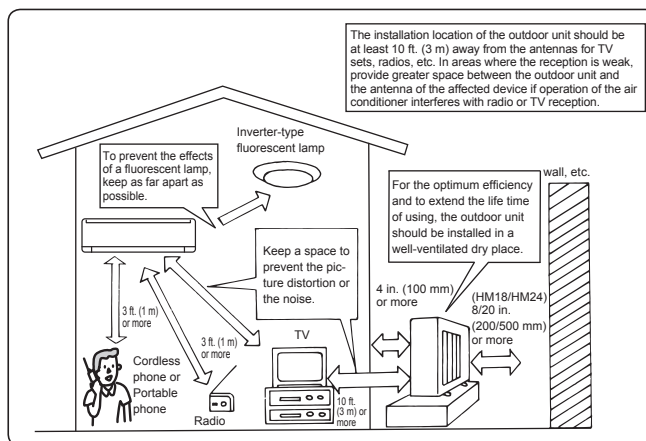 The installation location of the outdoor unit should be
at least 10 ft. (3 m) away from the antennas for TV
sets, radios, etc. In areas where the reception is weak,
provide greater space between the outdoor unit and
the antenna of the affected device if operation of the air
conditioner interferes with radio or TV reception.
Inverter-type
fluorescent lamp
To prevent the effects
of a fluorescent lamp,
keep as far apart as
possible.
wall, etc.
For the optimum efficiency
and to extend the life time
of using, the outdoor unit
should be installed in a
well-ventilated dry place.
Keep a space to
prevent the pic-
ture distortion or
the noise.
4 in. (100 mm)
or more
(HM18/HM24)
8/20 in.
(200/500 mm)
or more
3 ft. (1 m)
or more
3 ft. (1 m)
or more
TV
Cordless
phone or
Portable
phone
Radio
10 ft.
(3 m) or
more